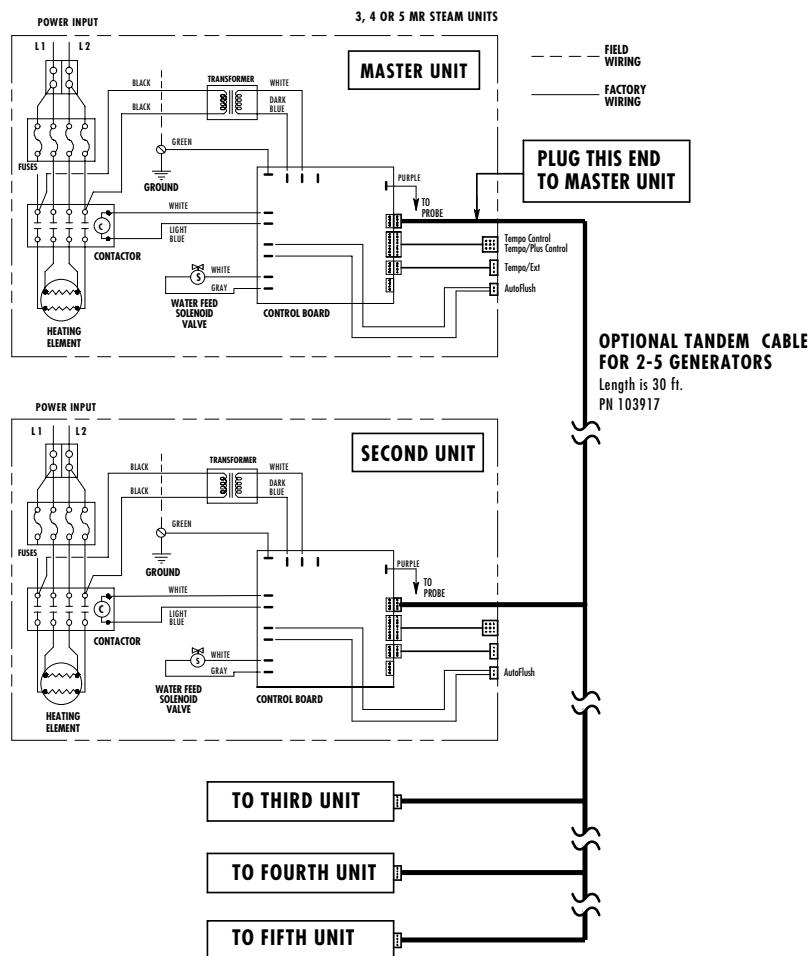 3, 4 OR 5 MR STEAM UNITS
POWER INPUT
L1 L2
MASTER UNIT
FIELD
WIRING
FACTORY
WIRING
BLACK
TRANSFORMER
WHITE
BLACK
DARK
BLUE
GREEN
FUSES
GROUND
PURPLE
TO
PROBE
PLUG THIS END
TO MASTER UNIT
WHITE
C
LIGHT
BLUE
CONTACTOR
Tempo Control
Tempo/Plus Control
WHITE
S
Tempo/Ext
GRAY
AutoFlush
WATER FEED
SOLENOID
VALVE
CONTROL BOARD
HEATING
ELEMENT
OPTIONAL TANDEM CABLE
FOR 2-5 GENERATORS
Length is 30 ft.
PN 103917
POWER INPUT
L1 L2
SECOND UNIT
BLACK
TRANSFORMER
WHITE
BLACK
DARK
BLUE
GREEN
FUSES
GROUND
PURPLE
TO
PROBE
WHITE
C
LIGHT
BLUE
CONTACTOR
WHITE
S
GRAY
AutoFlush
WATER FEED
SOLENOID
VALVE
CONTROL BOARD
HEATING
ELEMENT
TO THIRD UNIT
TO FOURTH UNIT
TO FIFTH UNIT